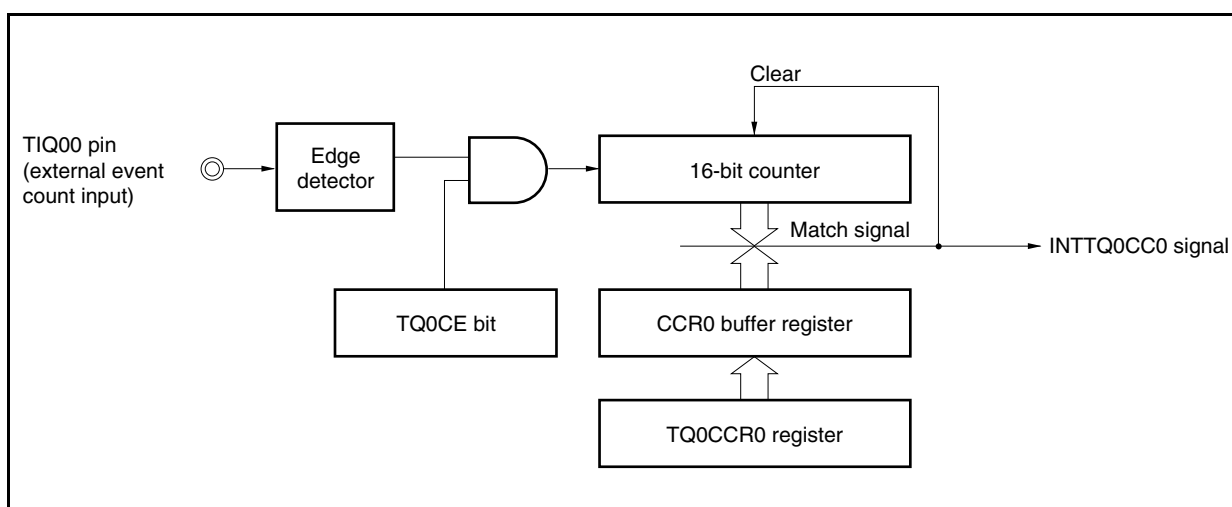 Clear
TIQ00 pin
(external event
count input)
Edge
detector
16-bit counter
Match signal
INTTQ0CC0 signal
TQ0CE bit
CCR0 buffer register
TQ0CCR0 register